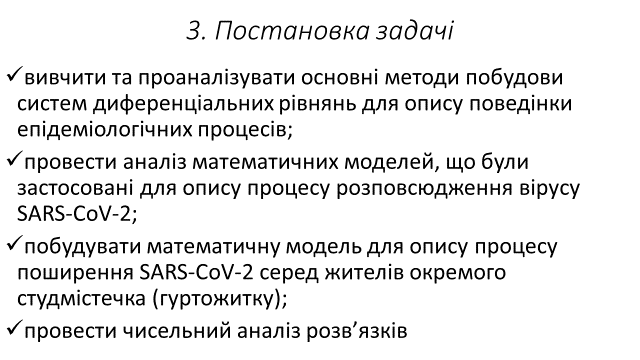 3. Постановка задачі
✓вивчити та проаналізувати основні методи побудови
систем диференціальних рівнянь для опису поведінки
епідеміологічних процесів;
✓провести аналіз математичних моделей, що були
застосовані для опису процесу розповсюдження вірусу
SARS-CoV-2;
✓побудувати математичну модель для опису процесу
поширення SARS-CoV-2 серед жителів окремого
студмістечка (гуртожитку);
✓провести чисельний аналіз розв’язків